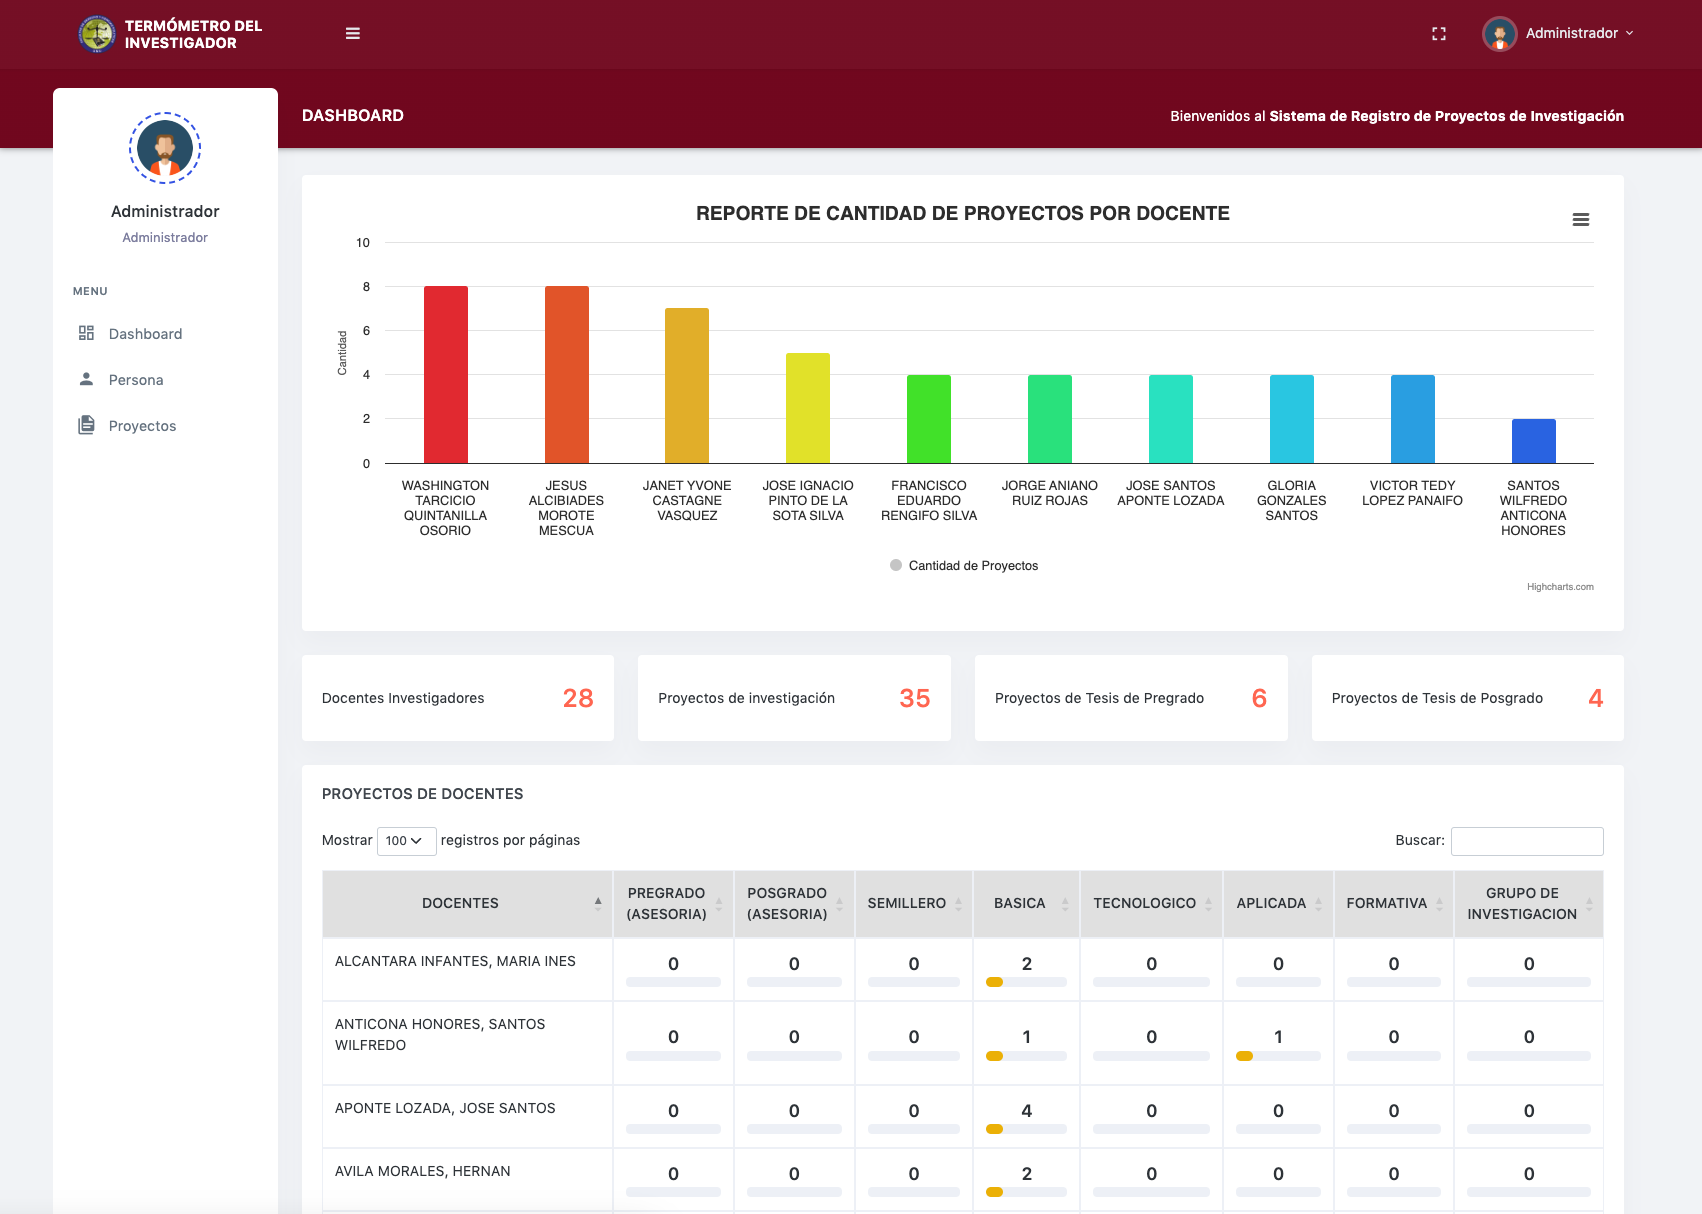 TERMÓMETRO DEL
INVESTIGADOR
Administrador
DASHBOARD
Bienvenidos al Sistema de Registro de Proyectos de Investigación
Administrador
Administrador
MENU
Dashboard
Persona
Proyectos
REPORTE DE CANTIDAD DE PROYECTOS POR DOCENTE
Cantidad
10
8
6
4
2
0
WASHINGTON
TARCICIO
QUINTANILLA
OSORIO
JESUS
ALCIBIADES
MOROTE
MESCUA
JANET YVONE
CASTAGNE
VASQUEZ
JOSE IGNACIO
PINTO DE LA
SOTA SILVA
FRANCISCO
EDUARDO
RENGIFO SILVA
JORGE ANIANO
RUIZ ROJAS
JOSE SANTOS
APONTE LOZADA
GLORIA
GONZALES
SANTOS
VICTOR TEDY
LOPEZ PANAIFO
SANTOS
WILFREDO
ANTICONA
HONORES
Cantidad de Proyectos
Highcharts.com
Docentes Investigadores 28
Proyectos de investigación 35
Proyectos de Tesis de Pregrado 6
Proyectos de Tesis de Posgrado 4
PROYECTOS DE DOCENTES
Mostrar 100 registros por páginas
Buscar:
DOCENTES
PREGRADO
(ASESORIA)
POSGRADO
(ASESORIA)
SEMILLERO
BASICA
TECNOLOGICO
APLICADA
FORMATIVA
GRUPO DE
INVESTIGACION
ALCANTARA INFANTES, MARIA INES 0 0 0 2 0 0 0 0
ANTICONA HONORES, SANTOS
WILFREDO 0 0 0 1 0 1 0 0
APONTE LOZADA, JOSE SANTOS 0 0 0 4 0 0 0 0
AVILA MORALES, HERNAN 0 0 0 2 0 0 0 0